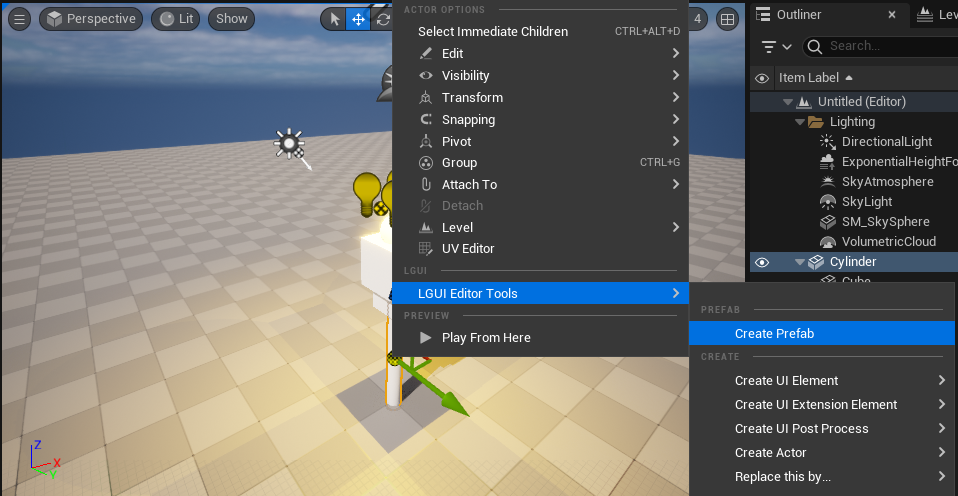 Perspective
Lit
Show
4
Outliner
Lev
Search...
Item Label
Untitled (Editor)
Lighting
DirectionalLight
ExponentialHeightFo
SkyAtmosphere
SkyLight
SM_SkySphere
VolumetricCloud
Cylinder
Cube
ACTOR OPTIONS
Select Immediate Children CTRL+ALT+D
Edit
Visibility
Transform
Snapping
Pivot
Group CTRL+G
Attach To
Detach
Level
UV Editor
LGUI
LGUI Editor Tools
PREVIEW
Play From Here
PREFAB
Create Prefab
CREATE
Create UI Element
Create UI Extension Element
Create UI Post Process
Create Actor
Replace this by...
Z
X
Y